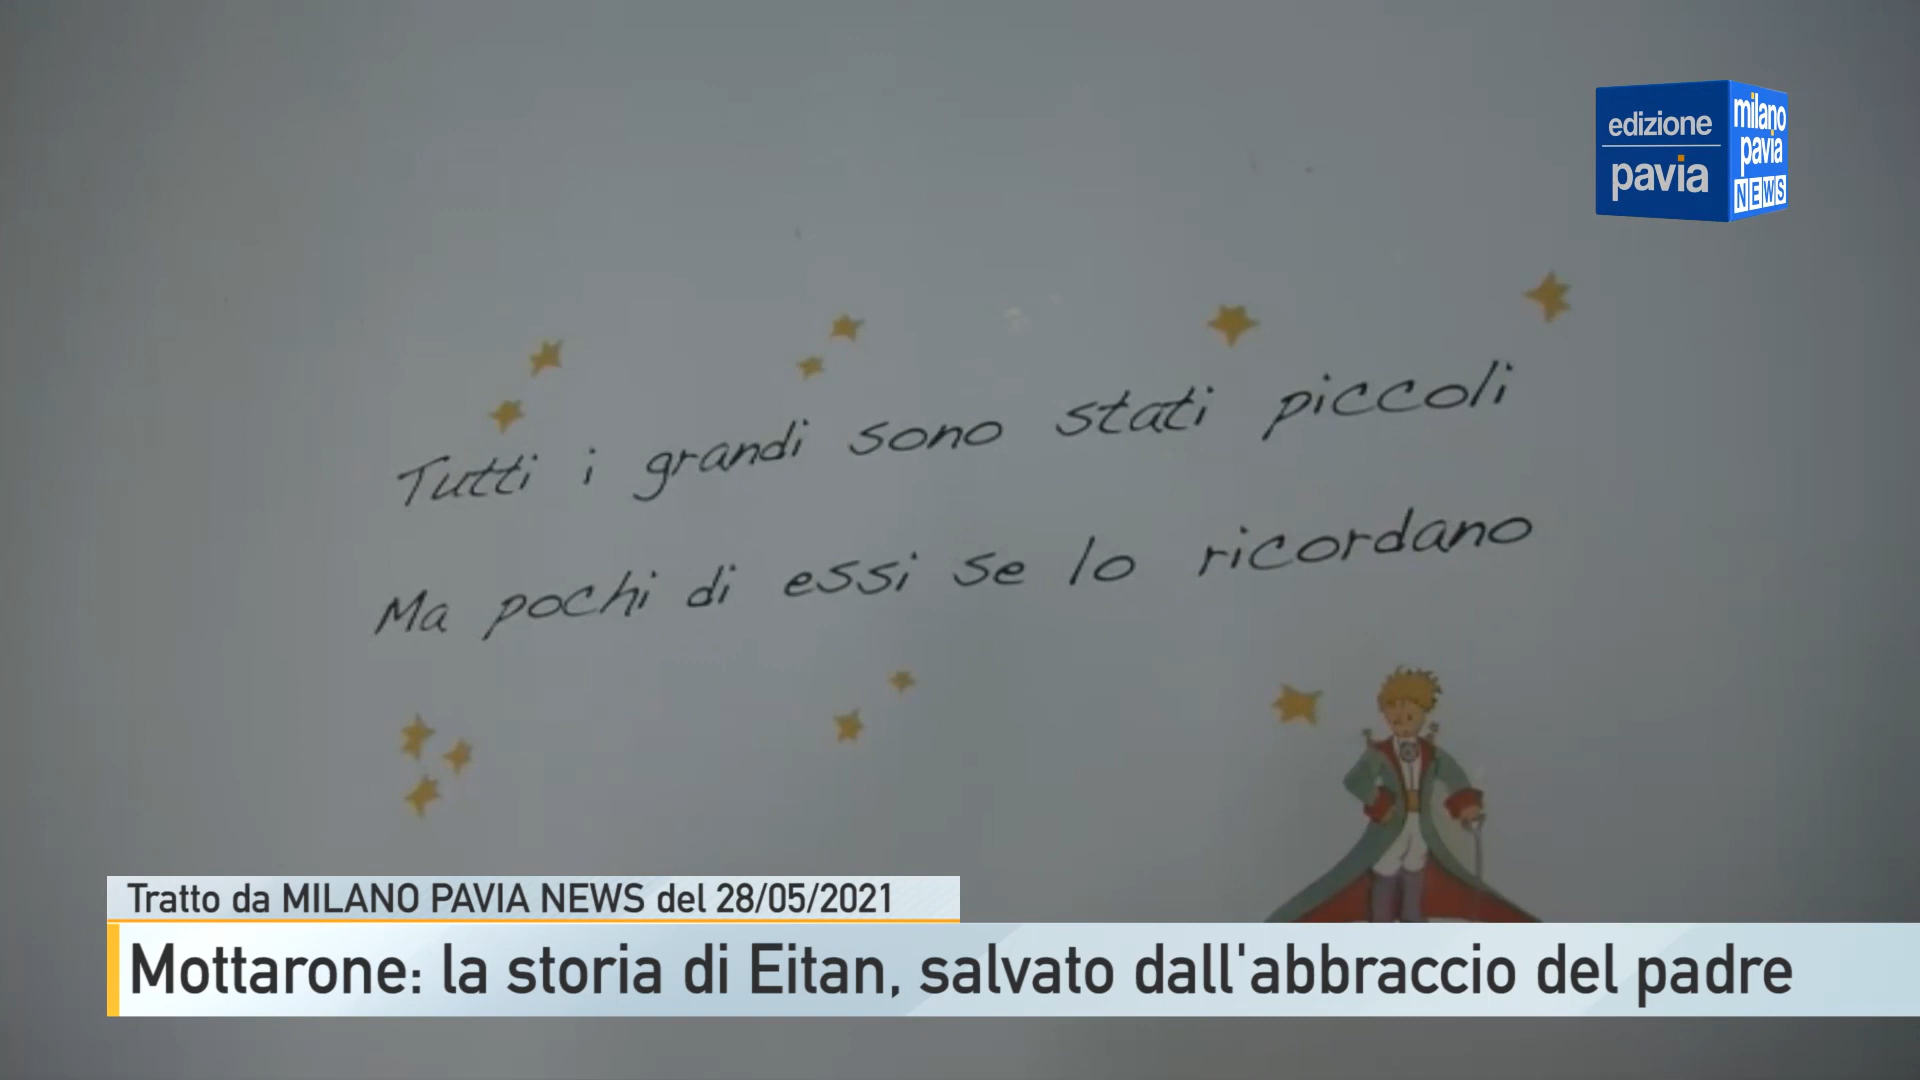 edizione
pavia
milano
pavia
NEWS
Tutti i grandi sono stati piccoli
Ma pochi di essi se lo ricordano
Tratto da MILANO PAVIA NEWS del 28/05/2021
Mottarone: la storia di Eitan, salvato dall'abbraccio del padre